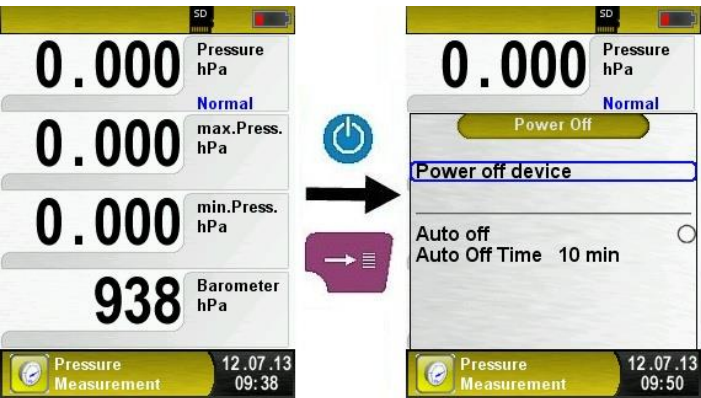 SD
0.000
Pressure
hPa
Normal
0.000
max.Press.
hPa
0.000
min.Press.
hPa
938
Barometer
hPa
Pressure
Measurement
12.07.13
09:38
SD
0.000
Pressure
hPa
Normal
Power Off
Power off device
Auto off
Auto Off Time 10 min
Pressure
Measurement
12.07.13
09:50